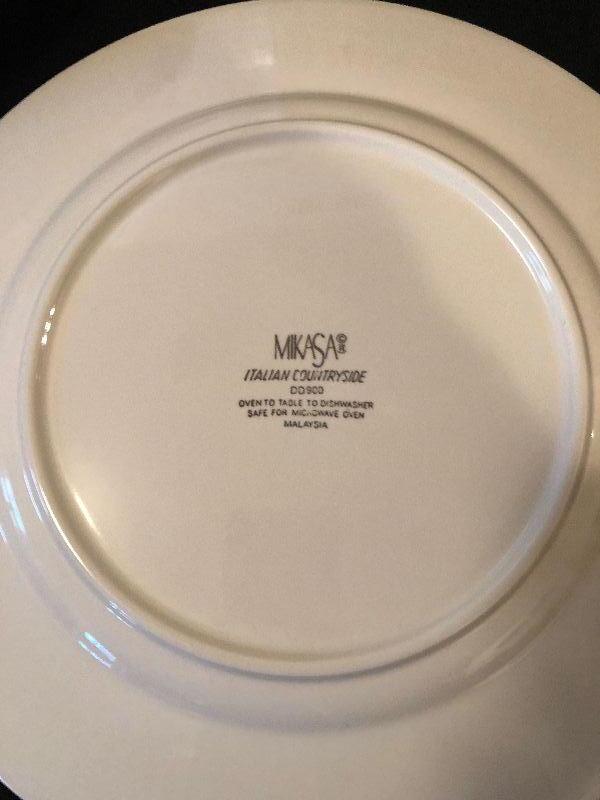 MIKASA©®
ITALIAN COUNTRYSIDE
DD900
OVEN TO TABLE TO DISHWASHER
SAFE FOR MICROWAVE OVEN
MALAYSIA